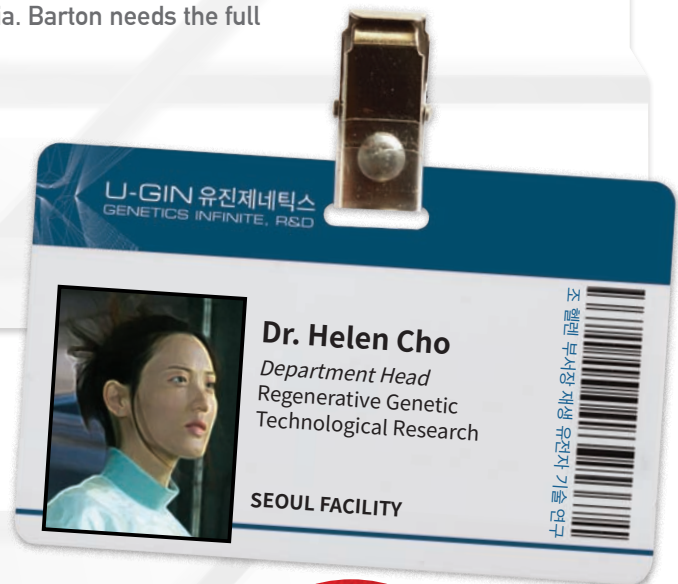 ia. Barton needs the full
U-GIN 유진제네틱스
GENETICS INFINITE, R&D
Dr. Helen Cho
Department Head
Regenerative Genetic
Technological Research
SEOUL FACILITY
조 헬렌 부서장 재생 유전자 기술 연구